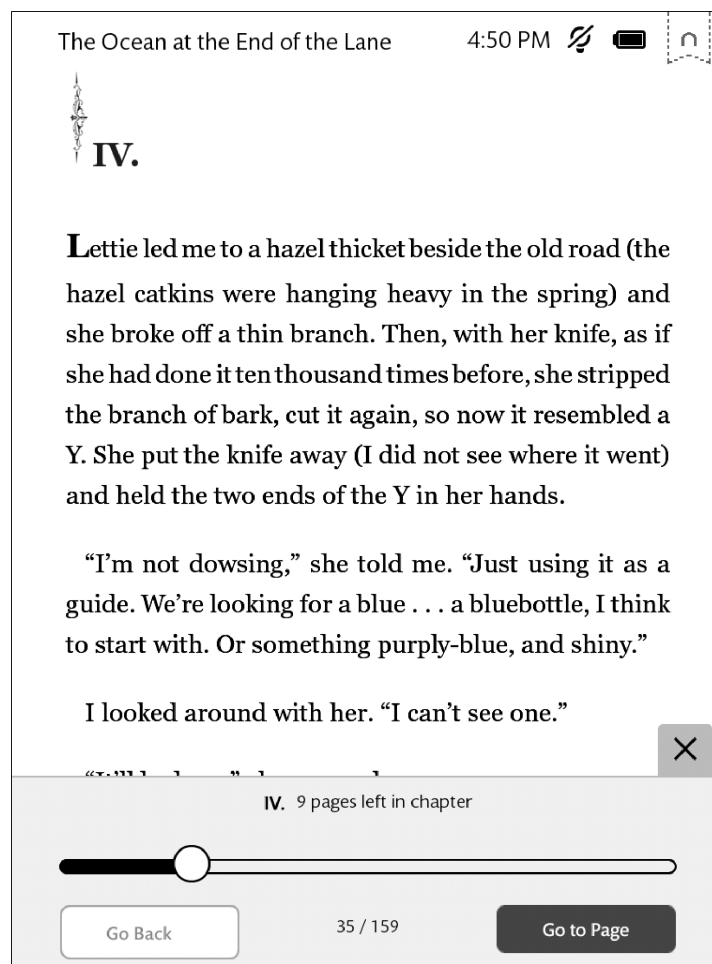 The Ocean at the End of the Lane 4:50 PM
IV.
Lettie led me to a hazel thicket beside the old road (the
hazel catkins were hanging heavy in the spring) and
she broke off a thin branch. Then, with her knife, as if
she had done it ten thousand times before, she stripped
the branch of bark, cut it again, so now it resembled a
Y. She put the knife away (I did not see where it went)
and held the two ends of the Y in her hands.
“I’m not dowsing,” she told me. “Just using it as a
guide. We’re looking for a blue . . . a bluebottle, I think
to start with. Or something purply-blue, and shiny.”
I looked around with her. “I can’t see one.”
IV. 9 pages left in chapter
Go Back 35 / 159 Go to Page